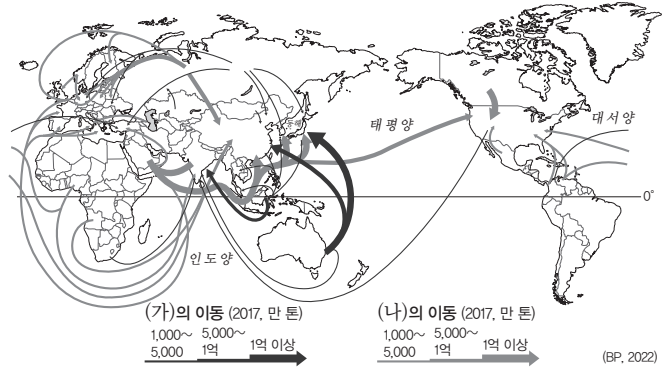 태평양
대서양
0°
인도양
(가)의 이동 (2017, 만 톤)
1,000~5,000
5,000~1억
1억 이상
(나)의 이동 (2017, 만 톤)
1,000~5,000
5,000~1억
1억 이상
(BP, 2022)